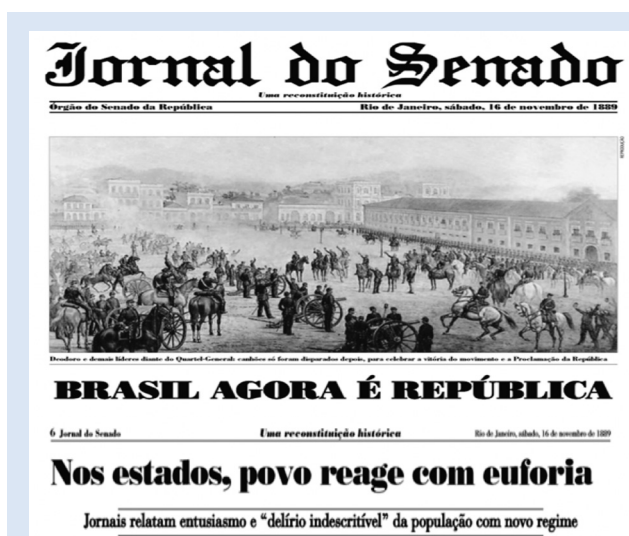 Jornal do Senado
Uma reconstituição histórica
Órgão do Senado da República Rio de Janeiro, sábado, 16 de novembro de 1889
REPRODUÇÃO
Deodoro e demais líderes diante do Quartel-General: canhões só foram disparados depois, para celebrar a vitória do movimento e a Proclamação da República
BRASIL AGORA É REPÚBLICA
6 Jornal do Senado Uma reconstituição histórica Rio de Janeiro, sábado, 16 de novembro de 1889
Nos estados, povo reage com euforia
Jornais relatam entusiasmo e “delírio indescritível” da população com novo regime